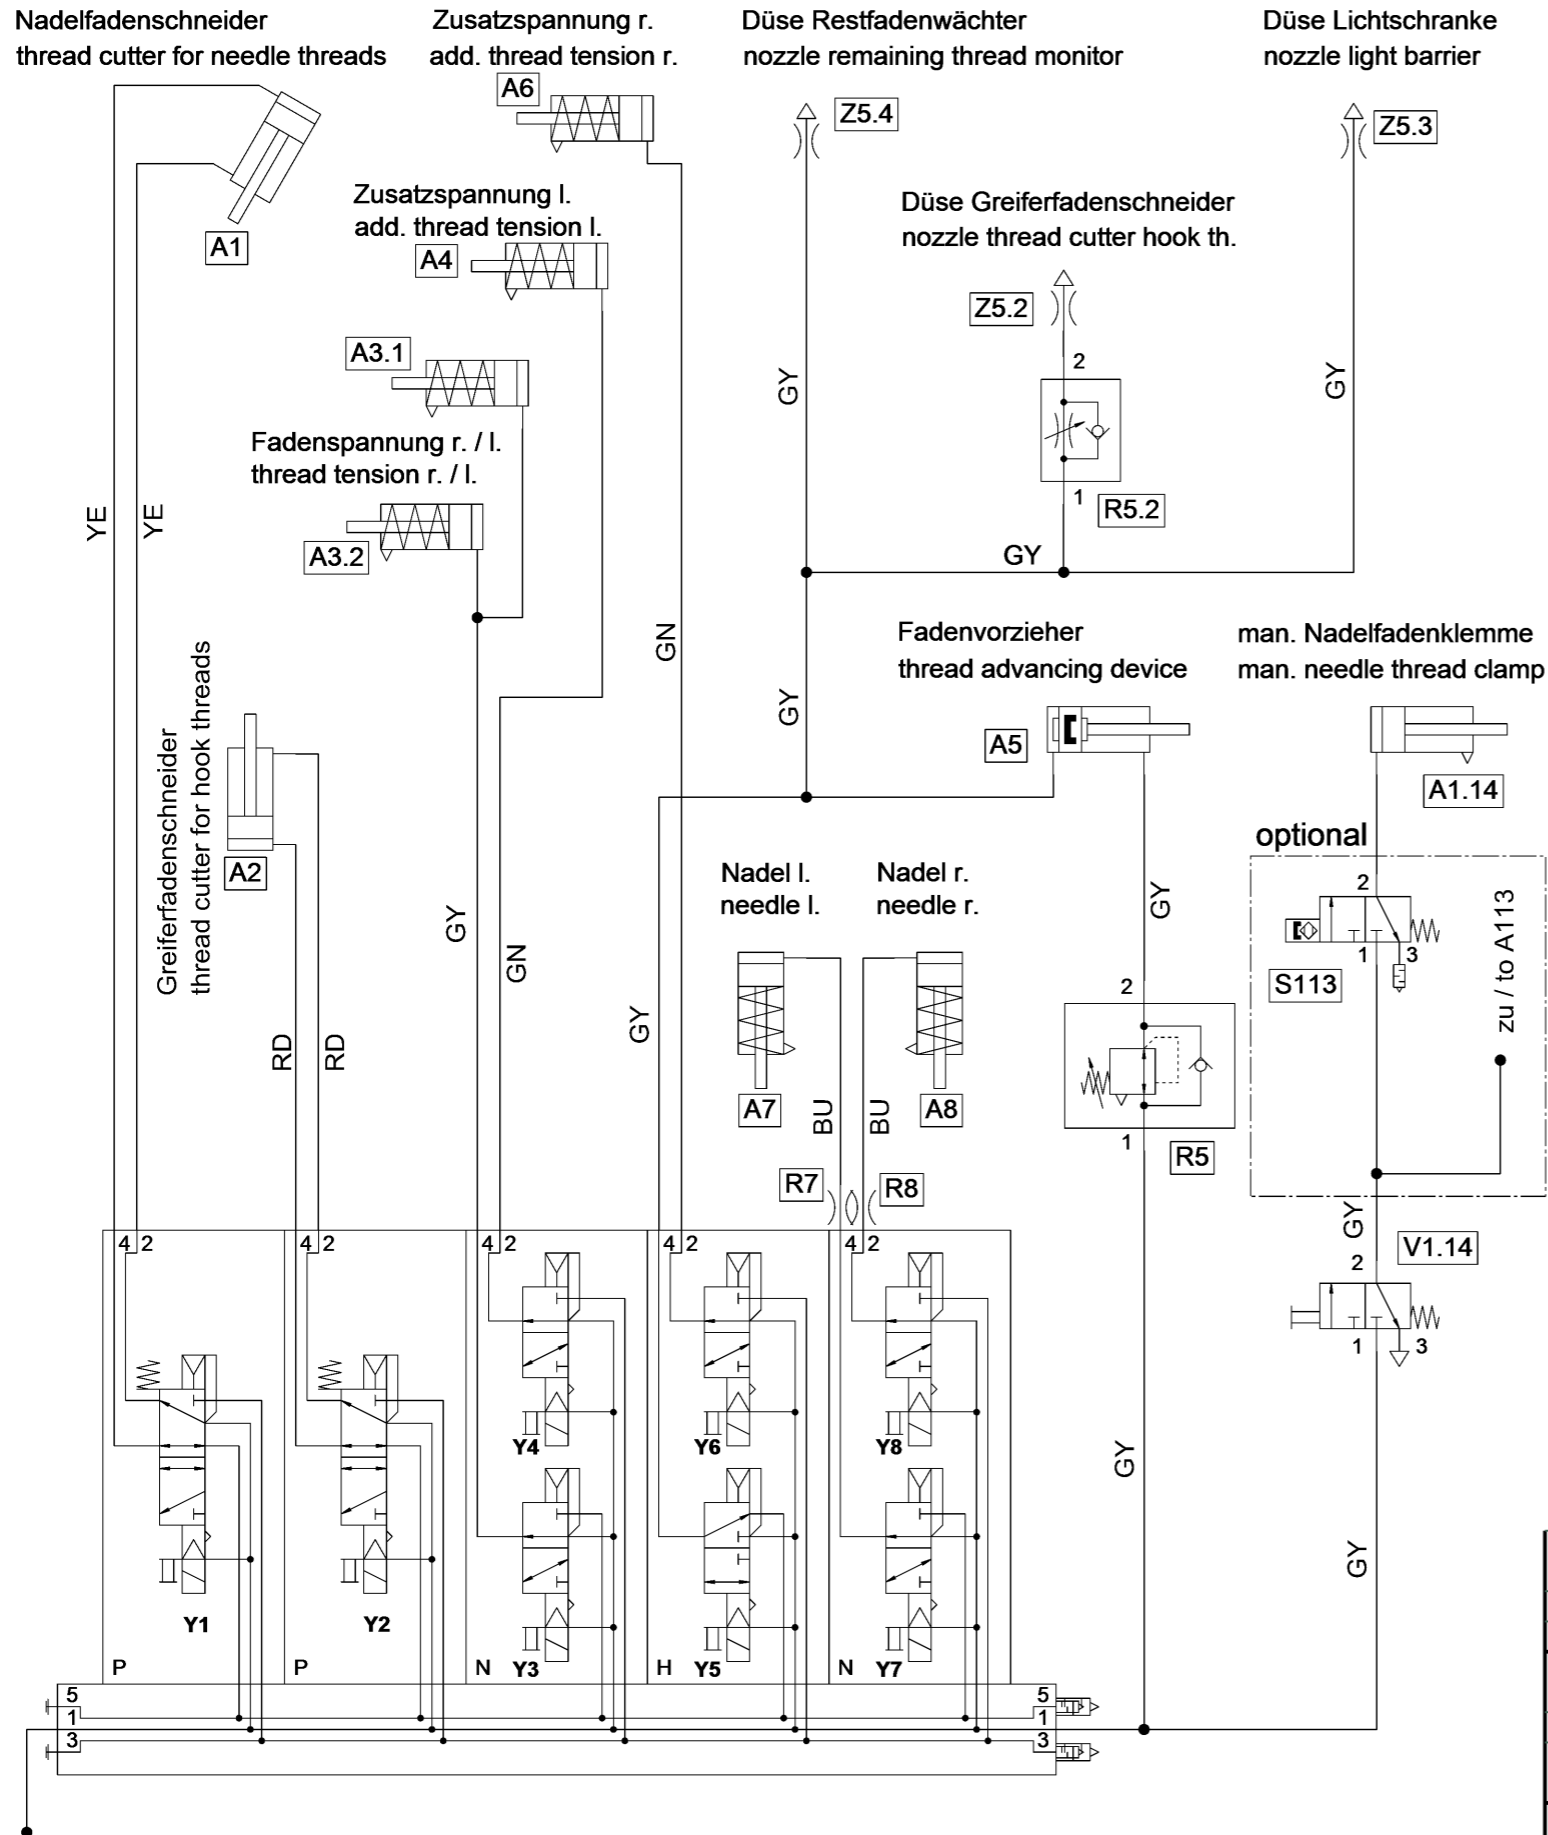 Nadelfadenschneider
thread cutter for needle threads
Zusatzspannung r.
add. thread tension r.
Düse Restfadenwächter
nozzle remaining thread monitor
Düse Lichtschranke
nozzle light barrier
A6
Z5.4
Z5.3
A1
Zusatzspannung l.
add. thread tension l.
A4
Düse Greiferfadenschneider
nozzle thread cutter hook th.
Z5.2
2
A3.1
GY
GY
Fadenspannung r. / l.
thread tension r. / l.
1
R5.2
YE
YE
A3.2
GY
GN
GY
Fadenvorzieher
thread advancing device
man. Nadelfadenklemme
man. needle thread clamp
Greiferfadenschneider
thread cutter for hook threads
A5
A1.14
A2
optional
Nadel l.
needle l.
Nadel r.
needle r.
GY
GN
GY
GY
2
1
3
S113
zu / to A113
RD
RD
2
A7
BU
BU
A8
1
R5
R7
R8
GY
V1.14
4 2
4 2
4 2
4 2
4 2
2
1
3
Y4
Y6
Y8
GY
GY
Y1
Y2
Y3
Y5
Y7
P
P
N
H
N
5
5
1
1
3
3